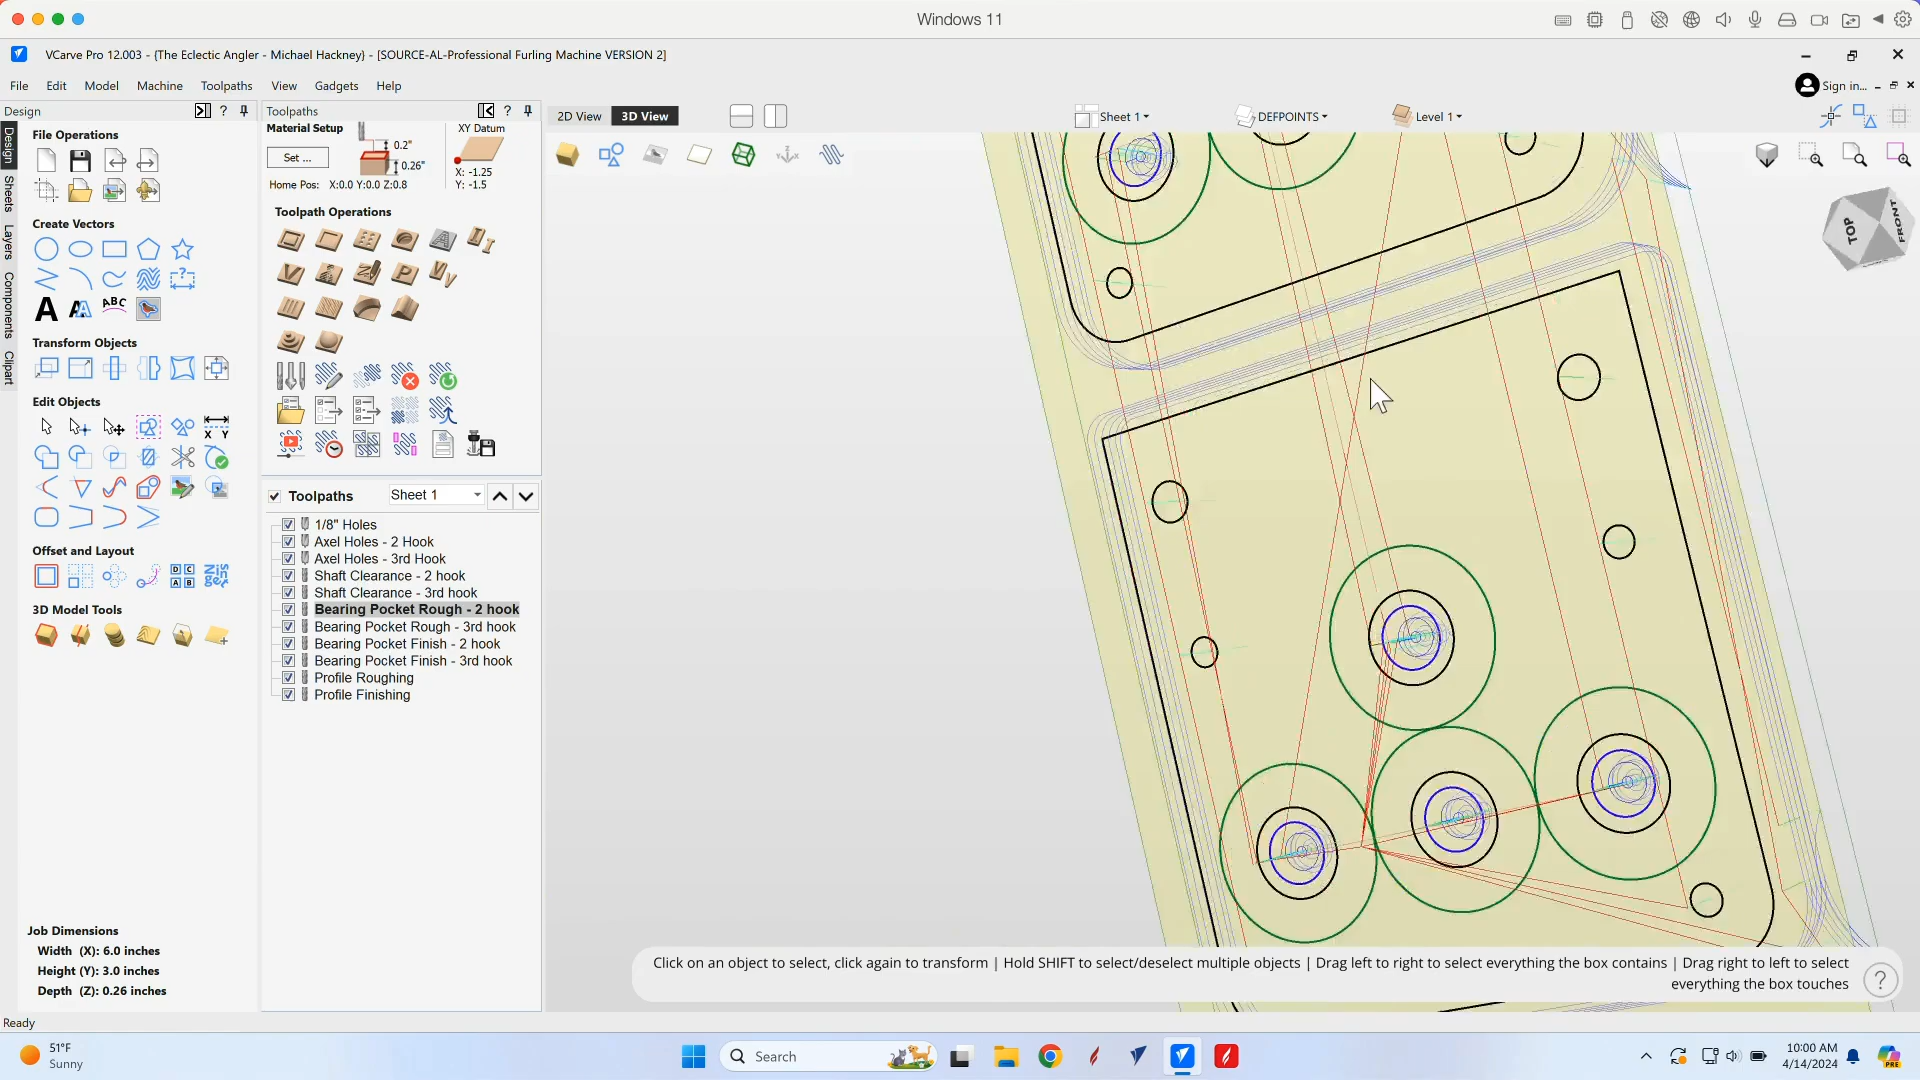 Windows 11
VCarve Pro 12.003 - {The Eclectic Angler - Michael Hackney} - [SOURCE-AL-Professional Furling Machine VERSION 2]
File Edit Model Machine Toolpaths View Gadgets Help
Sign in...
Design
Toolpaths
2D View 3D View
Sheet 1
DEFPOINTS
Level 1
Design
Sheets
Layers
Components
Clipart
File Operations
Create Vectors
A A ABC
Transform Objects
Edit Objects
X Y
Offset and Layout
3D Model Tools
Job Dimensions
Width (X): 6.0 inches
Height (Y): 3.0 inches
Depth (Z): 0.26 inches
Material Setup
Set ...
0.2"
0.26"
XY Datum
X: -1.25
Y: -1.5
Home Pos: X:0.0 Y:0.0 Z:0.8
Toolpath Operations
Toolpaths Sheet 1
1/8" Holes
Axel Holes - 2 Hook
Axel Holes - 3rd Hook
Shaft Clearance - 2 hook
Shaft Clearance - 3rd hook
Bearing Pocket Rough - 2 hook
Bearing Pocket Rough - 3rd hook
Bearing Pocket Finish - 2 hook
Bearing Pocket Finish - 3rd hook
Profile Roughing
Profile Finishing
TOP
FRONT
Click on an object to select, click again to transform | Hold SHIFT to select/deselect multiple objects | Drag left to right to select everything the box contains | Drag right to left to select
everything the box touches
Ready
51°F
Sunny
Search
10:00 AM
4/14/2024
PRE